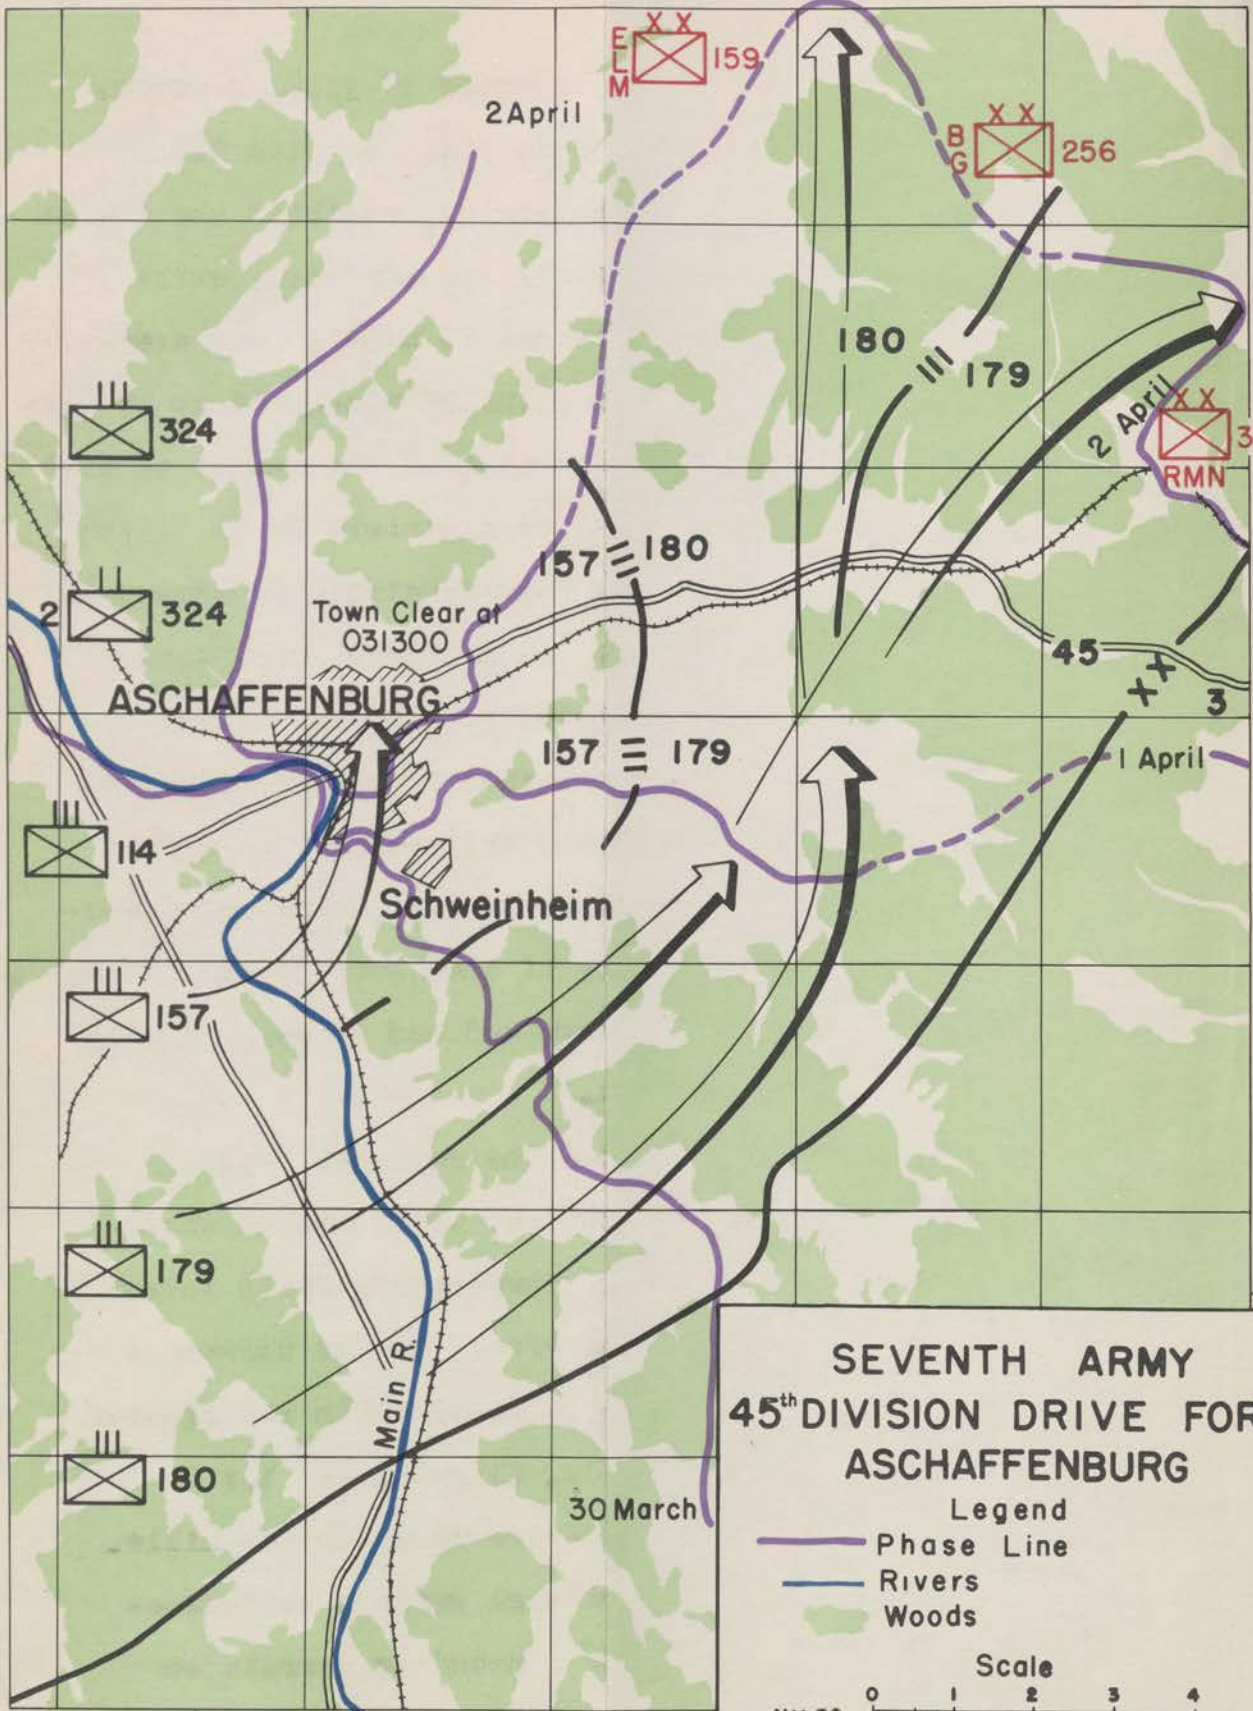 X X
E
L
M
159
2 April
X X
B
G
256
180
179
324
2 April
X X
3
RMN
157
180
2
324
Town Clear at
031300
45
X X
3
ASCHAFFENBURG
157
179
1 April
114
Schweinheim
157
179
Main R.
180
30 March
SEVENTH ARMY
45th DIVISION DRIVE FOR
ASCHAFFENBURG
Legend
Phase Line
Rivers
Woods
Scale
0 1 2 3 4